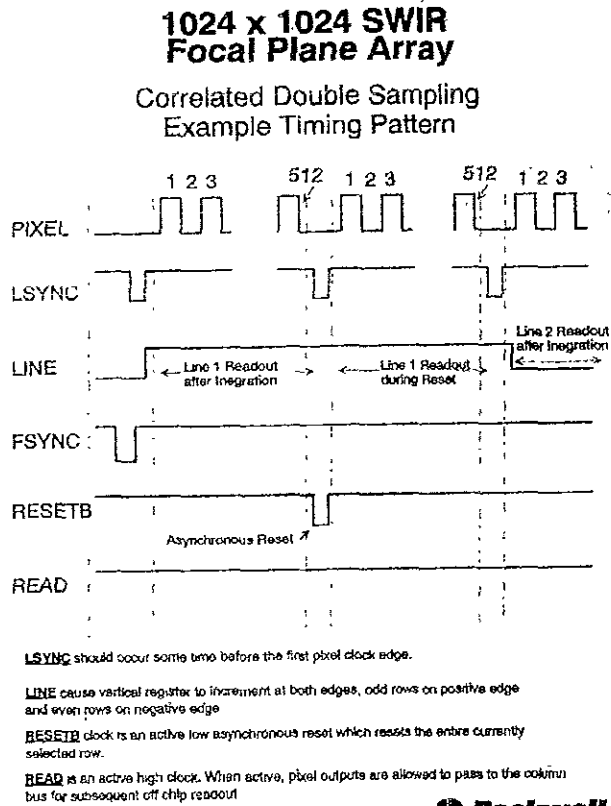 1024 x 1024 SWIR
Focal Plane Array
Correlated Double Sampling
Example Timing Pattern
1 2 3 512 1 2 3 512 1 2 3
PIXEL
LSYNC
LINE
Line 1 Readout
after Inegration
Line 1 Readout
during Reset
Line 2 Readout
after Inegration
FSYNC
RESETB
Asynchronous Reset
READ
LSYNC should occur some time before the first pixel clock edge.
LINE cause vertical register to increment at both edges, odd rows on positive edge
and even rows on negative edge
RESETB clock is an active low asynchronous reset which resets the entire currently
selected row.
READ is an active high clock. When active, pixel outputs are allowed to pass to the column
bus for subsequent off chip readout